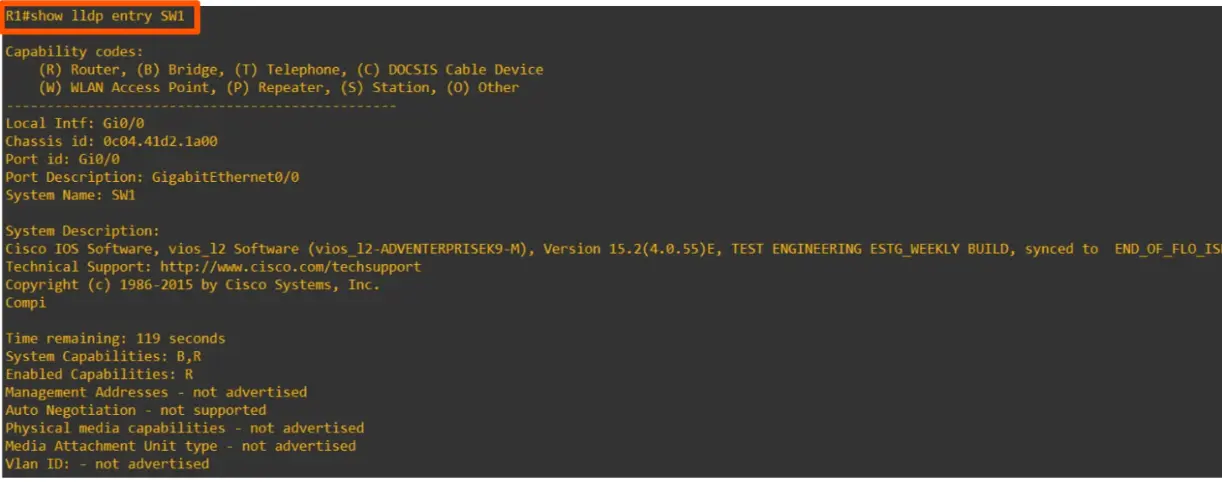 R1#show lldp entry SW1
Capability codes:
(R) Router, (B) Bridge, (T) Telephone, (C) DOCSIS Cable Device
(W) WLAN Access Point, (P) Repeater, (S) Station, (O) Other
------------------------------------------------
Local Intf: Gi0/0
Chassis id: 0c04.41d2.1a00
Port id: Gi0/0
Port Description: GigabitEthernet0/0
System Name: SW1
System Description:
Cisco IOS Software, vios_l2 Software (vios_l2-ADVENTERPRISEK9-M), Version 15.2(4.0.55)E, TEST ENGINEERING ESTG_WEEKLY BUILD, synced to  END_OF_FLO_ISP
Technical Support: http://www.cisco.com/techsupport
Copyright (c) 1986-2015 by Cisco Systems, Inc.
Compi
Time remaining: 119 seconds
System Capabilities: B,R
Enabled Capabilities: R
Management Addresses - not advertised
Auto Negotiation - not supported
Physical media capabilities - not advertised
Media Attachment Unit type - not advertised
Vlan ID: - not advertised